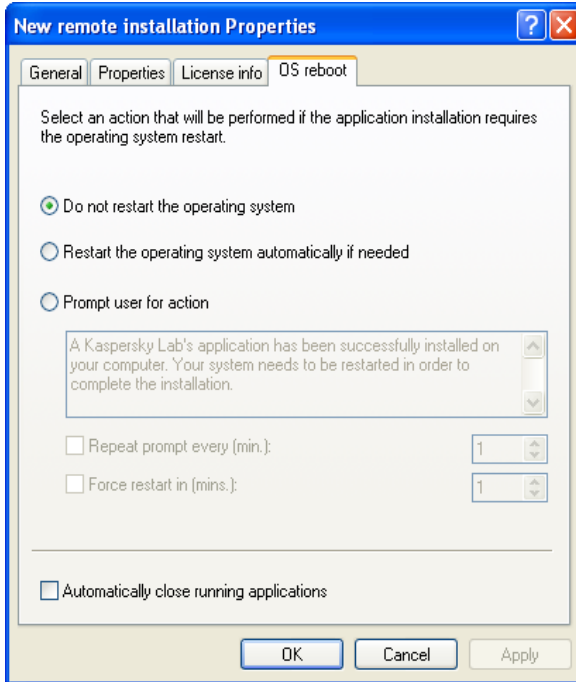 New remote installation Properties
General Properties License info OS reboot
Select an action that will be performed if the application installation requires
the operating system restart.
Do not restart the operating system
Restart the operating system automatically if needed
Prompt user for action
A Kaspersky Lab's application has been successfully installed on
your computer. Your system needs to be restarted in order to
complete the installation.
Repeat prompt every (min.): 1
Force restart in (mins.): 1
Automatically close running applications
OK Cancel Apply